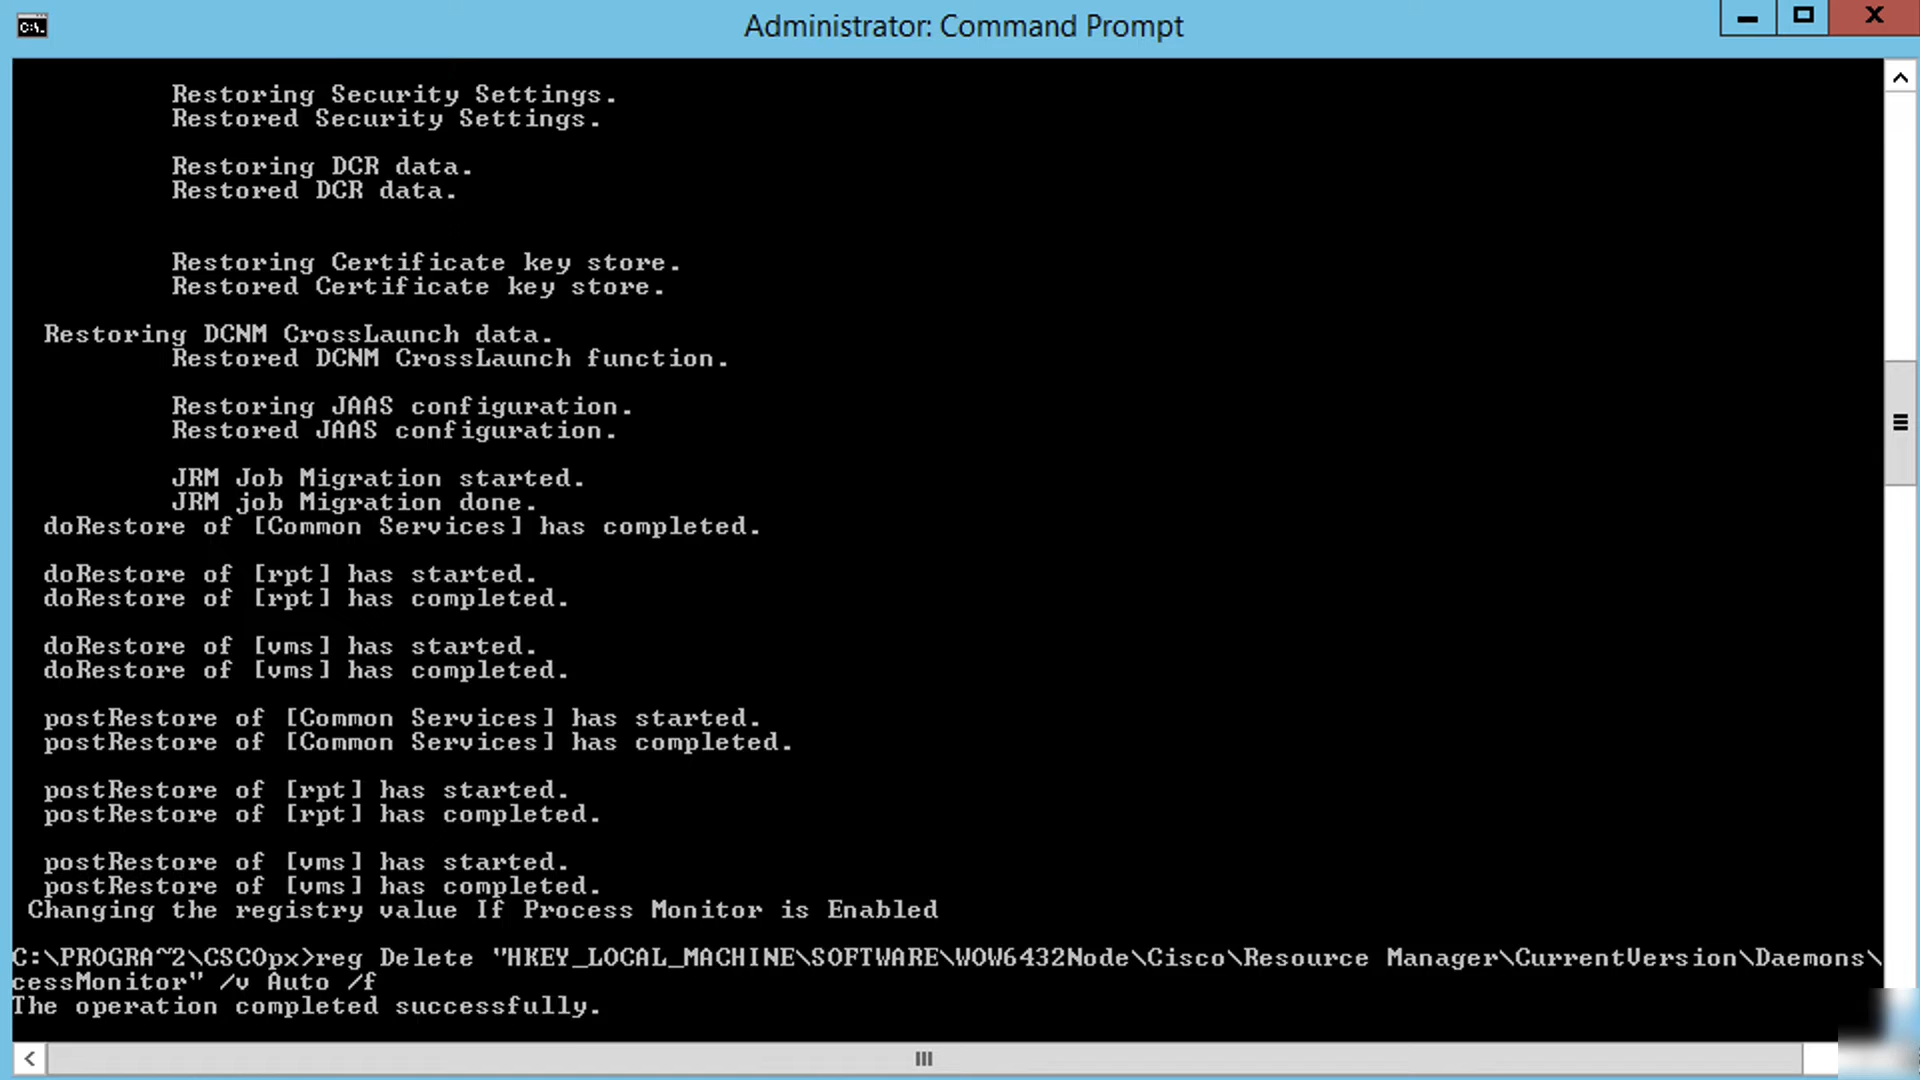 Administrator: Command Prompt
Restoring Security Settings.
Restored Security Settings.
Restoring DCR data.
Restored DCR data.
Restoring Certificate key store.
Restored Certificate key store.
Restoring DCNM CrossLaunch data.
Restored DCNM CrossLaunch function.
Restoring JAAS configuration.
Restored JAAS configuration.
JRM Job Migration started.
JRM job Migration done.
doRestore of [Common Services] has completed.
doRestore of [rpt] has started.
doRestore of [rpt] has completed.
doRestore of [vms] has started.
doRestore of [vms] has completed.
postRestore of [Common Services] has started.
postRestore of [Common Services] has completed.
postRestore of [rpt] has started.
postRestore of [rpt] has completed.
postRestore of [vms] has started.
postRestore of [vms] has completed.
Changing the registry value If Process Monitor is Enabled
C:\PROGRA~2\CSCOpx>reg Delete "HKEY_LOCAL_MACHINE\SOFTWARE\WOW6432Node\Cisco\Resource Manager\CurrentVersion\Daemons\
cessMonitor" /v Auto /f
The operation completed successfully.